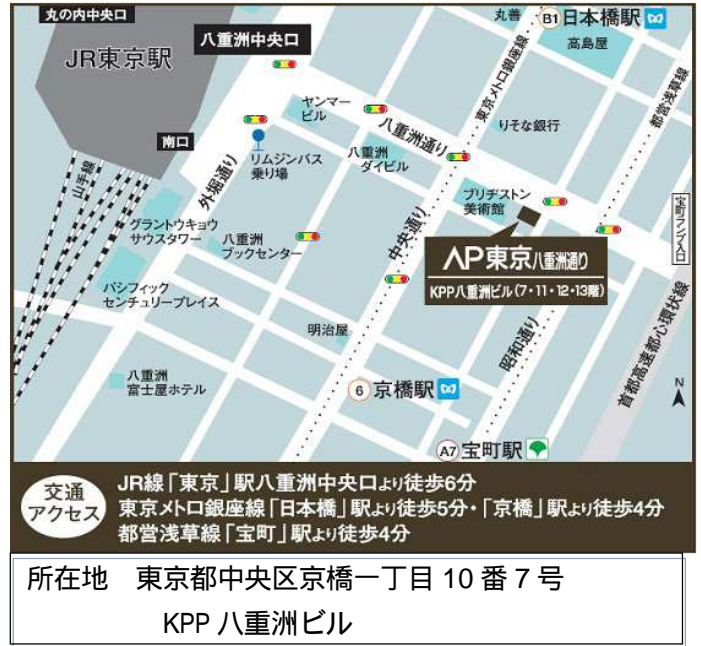 丸の内中央口
JR東京駅
八重洲中央口
丸善
B1 日本橋駅
高島屋
東京メトロ銀座線
都営浅草線
ヤンマー
ビル
八重洲通り
りそな銀行
南口
リムジンバス
乗り場
八重洲
ダイビル
山手線
外堀通り
ブリヂストン
美術館
宝町ランプ入口
グラントウキョウ
サウスタワー
八重洲
ブックセンター
中央通り
AP東京八重洲通り
KPP八重洲ビル(7・11・12・13階)
パシフィック
センチュリープレイス
明治屋
昭和通り
首都高速都心環状線
八重洲
富士屋ホテル
6 京橋駅
N
A7 宝町駅
交通
アクセス
JR線「東京」駅八重洲中央口より徒歩6分
東京メトロ銀座線「日本橋」駅より徒歩5分・「京橋」駅より徒歩4分
都営浅草線「宝町」駅より徒歩4分
所在地 東京都中央区京橋一丁目 10 番 7 号
KPP 八重洲ビル